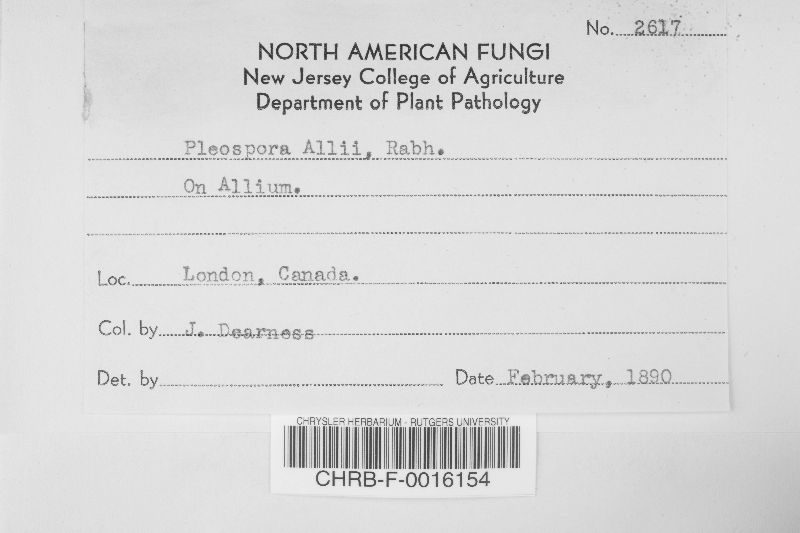 No. 2617
NORTH AMERICAN FUNGI
New Jersey College of Agriculture
Department of Plant Pathology
Pleospora Allii, Rabh.
On Allium.
Loc. London, Canada.
Col. by J. Dearness
Det. by Date February, 1890
CHRYSLER HERBARIUM - RUTGERS UNIVERSITY
CHRB-F-0016154